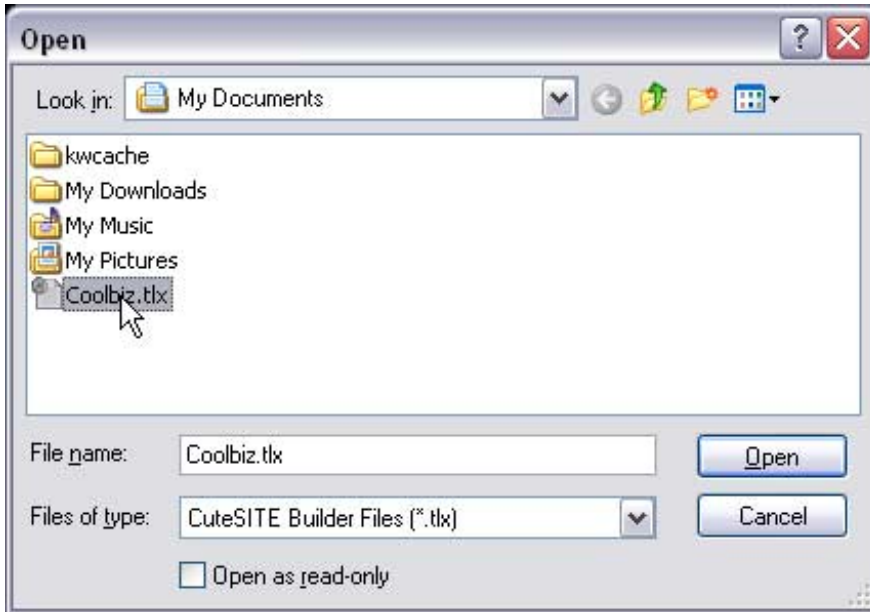 Open
Look in: My Documents
kwcache
My Downloads
My Music
My Pictures
Coolbiz.tlx
File name: Coolbiz.tlx Open
Files of type: CuteSITE Builder Files (*.tlx) Cancel
Open as read-only